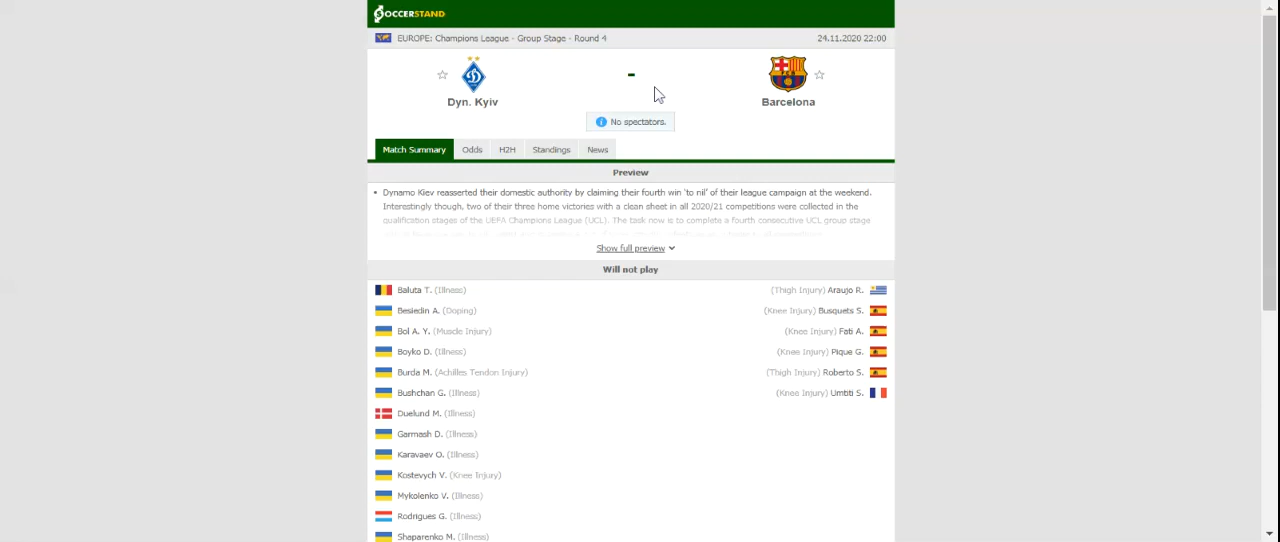 SOCCERSTAND
EUROPE: Champions League - Group Stage - Round 4
24.11.2020 22:00
-
Dyn. Kyiv
Barcelona
No spectators.
Match Summary
Odds
H2H
Standings
News
Preview
Dynamo Kiev reasserted their domestic authority by claiming their fourth win 'to nil' of their league campaign at the weekend.
Interestingly though, two of their three home victories with a clean sheet in all 2020/21 competitions were collected in the
qualification stages of the UEFA Champions League (UCL). The task now is to complete a fourth consecutive UCL group stage
Show full preview
Will not play
Baluta T. (Illness)
(Thigh Injury) Araujo R.
Besiedin A. (Doping)
(Knee Injury) Busquets S.
Bol A. Y. (Muscle Injury)
(Knee Injury) Fati A.
Boyko D. (Illness)
(Knee Injury) Pique G.
Burda M. (Achilles Tendon Injury)
(Thigh Injury) Roberto S.
Bushchan G. (Illness)
(Knee Injury) Umtiti S.
Duelund M. (Illness)
Garmash D. (Illness)
Karavaev O. (Illness)
Kostevych V. (Knee Injury)
Mykolenko V. (Illness)
Rodrigues G. (Illness)
Shaparenko M. (Illness)